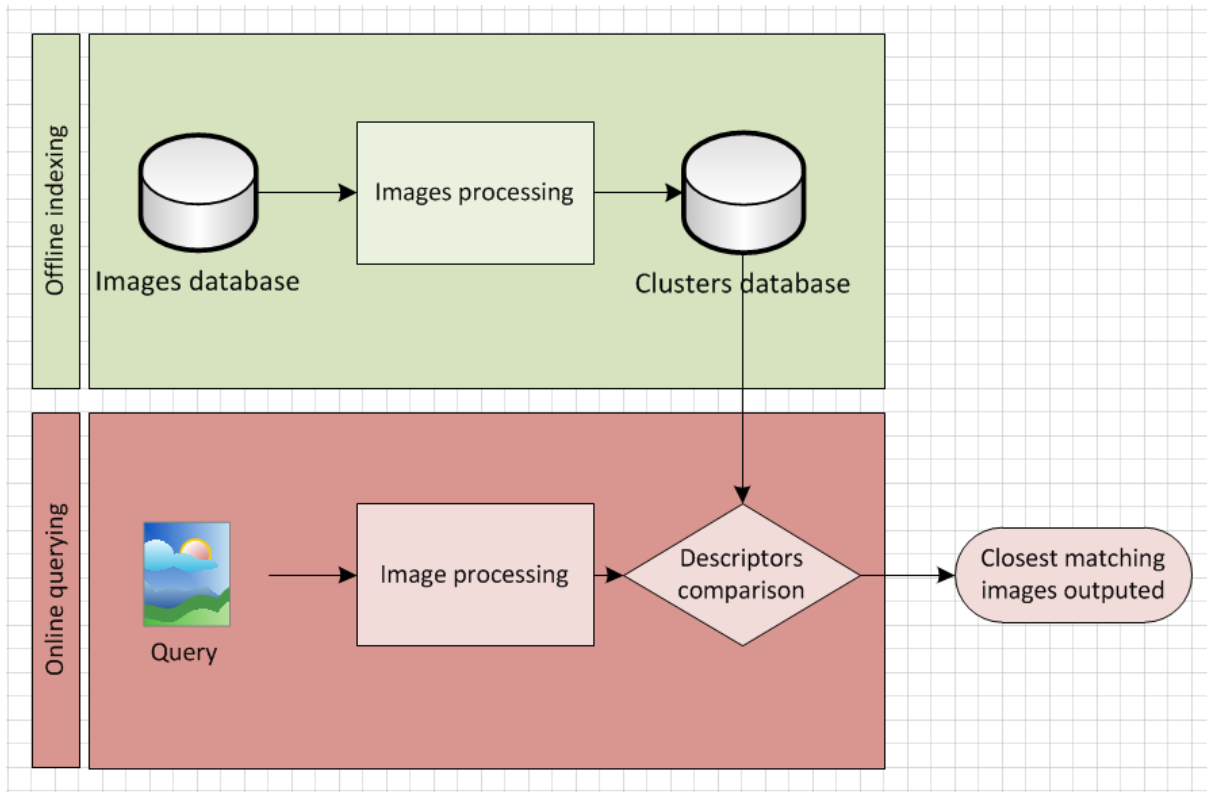 Offline indexing
Images database
Images processing
Clusters database
Online querying
Query
Image processing
Descriptors
comparison
Closest matching
images outputed